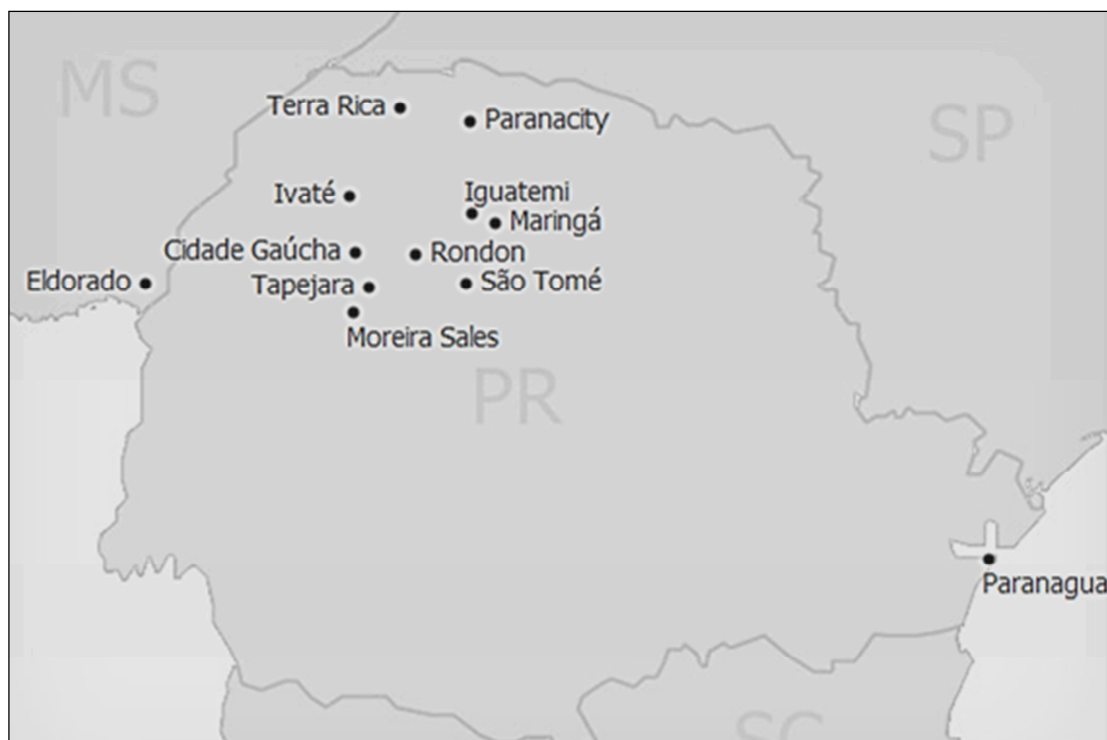 MS
SP
Terra Rica
Paranacity
Ivaté
Iguatemi
Maringá
Cidade Gaúcha
Rondon
Eldorado
Tapejara
São Tomé
Moreira Sales
PR
Paranagua
SC